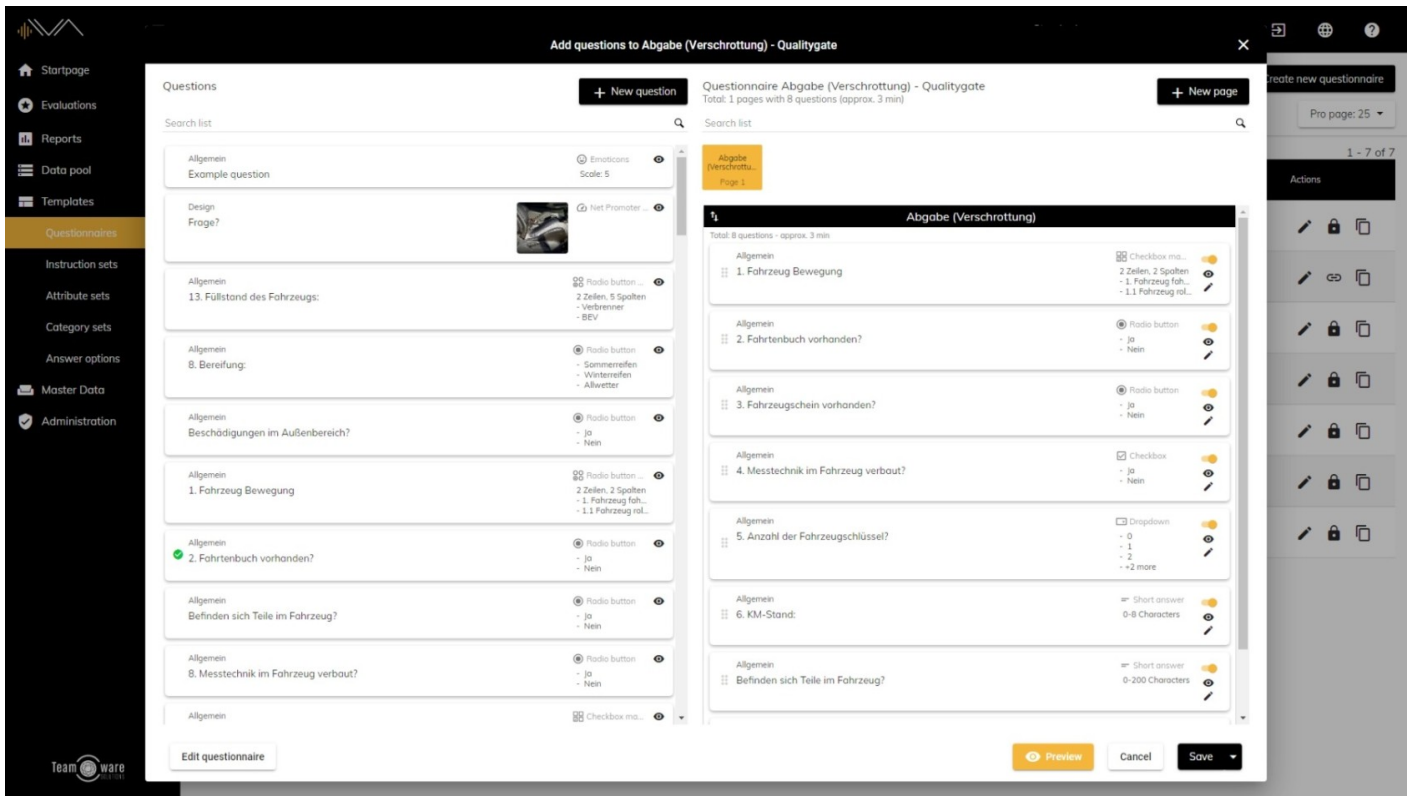 Add questions to Abgabe (Verschrottung) - Qualitygate
Startpage
Evaluations
Reports
Data pool
Templates
Questionnaires
Instruction sets
Attribute sets
Category sets
Answer options
Master Data
Administration
Team ware
Create new questionnaire
Pro page: 25
1 - 7 of 7
Actions
Questions
New question
Search list
Allgemein
Example question
Emoticons
Scale: 5
Design
Frage?
Net Promoter ...
Allgemein
13. Füllstand des Fahrzeugs:
Radio button ...
2 Zeilen, 5 Spalten
- Verbrenner
- BEV
Allgemein
8. Bereifung:
Radio button
- Sommerreifen
- Winterreifen
- Allwetter
Allgemein
Beschädigungen im Außenbereich?
Radio button
- Ja
- Nein
Allgemein
1. Fahrzeug Bewegung
Radio button ...
2 Zeilen, 2 Spalten
- 1. Fahrzeug fah...
- 1.1 Fahrzeug rol...
Allgemein
2. Fahrtenbuch vorhanden?
Radio button
- Ja
- Nein
Allgemein
Befinden sich Teile im Fahrzeug?
Radio button
- Ja
- Nein
Allgemein
8. Messtechnik im Fahrzeug verbaut?
Radio button
- Ja
- Nein
Allgemein
Checkbox ma...
Questionnaire Abgabe (Verschrottung) - Qualitygate
Total: 1 pages with 8 questions (approx. 3 min)
New page
Search list
Abgabe
(Verschrottu...
Page 1
Abgabe (Verschrottung)
Total: 8 questions - approx. 3 min
Allgemein
1. Fahrzeug Bewegung
Checkbox ma...
2 Zeilen, 2 Spalten
- 1. Fahrzeug fah...
- 1.1 Fahrzeug rol...
Allgemein
2. Fahrtenbuch vorhanden?
Radio button
- Ja
- Nein
Allgemein
3. Fahrzeugschein vorhanden?
Radio button
- Ja
- Nein
Allgemein
4. Messtechnik im Fahrzeug verbaut?
Checkbox
- Ja
- Nein
Allgemein
5. Anzahl der Fahrzeugschlüssel?
Dropdown
- 0
- 1
- 2
- +2 more
Allgemein
6. KM-Stand:
Short answer
0-8 Characters
Allgemein
Befinden sich Teile im Fahrzeug?
Short answer
0-200 Characters
Edit questionnaire
Preview
Cancel
Save